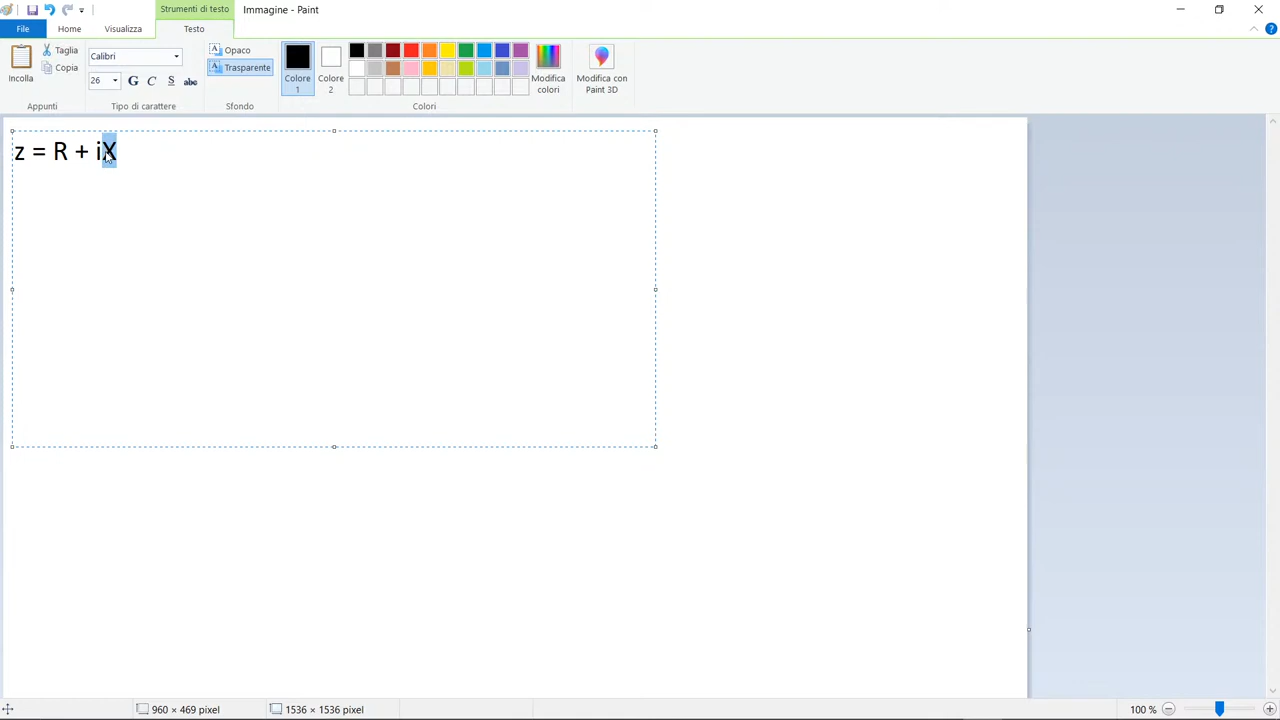 Strumenti di testo
Immagine - Paint
File
Home
Visualizza
Testo
Incolla
Taglia
Copia
Appunti
Calibri
26
G C S abc
Tipo di carattere
Opaco
Trasparente
Sfondo
Colore
1
Colore
2
Modifica
colori
Colori
Modifica con
Paint 3D
z = R + iX
960 × 469 pixel
1536 × 1536 pixel
100 %